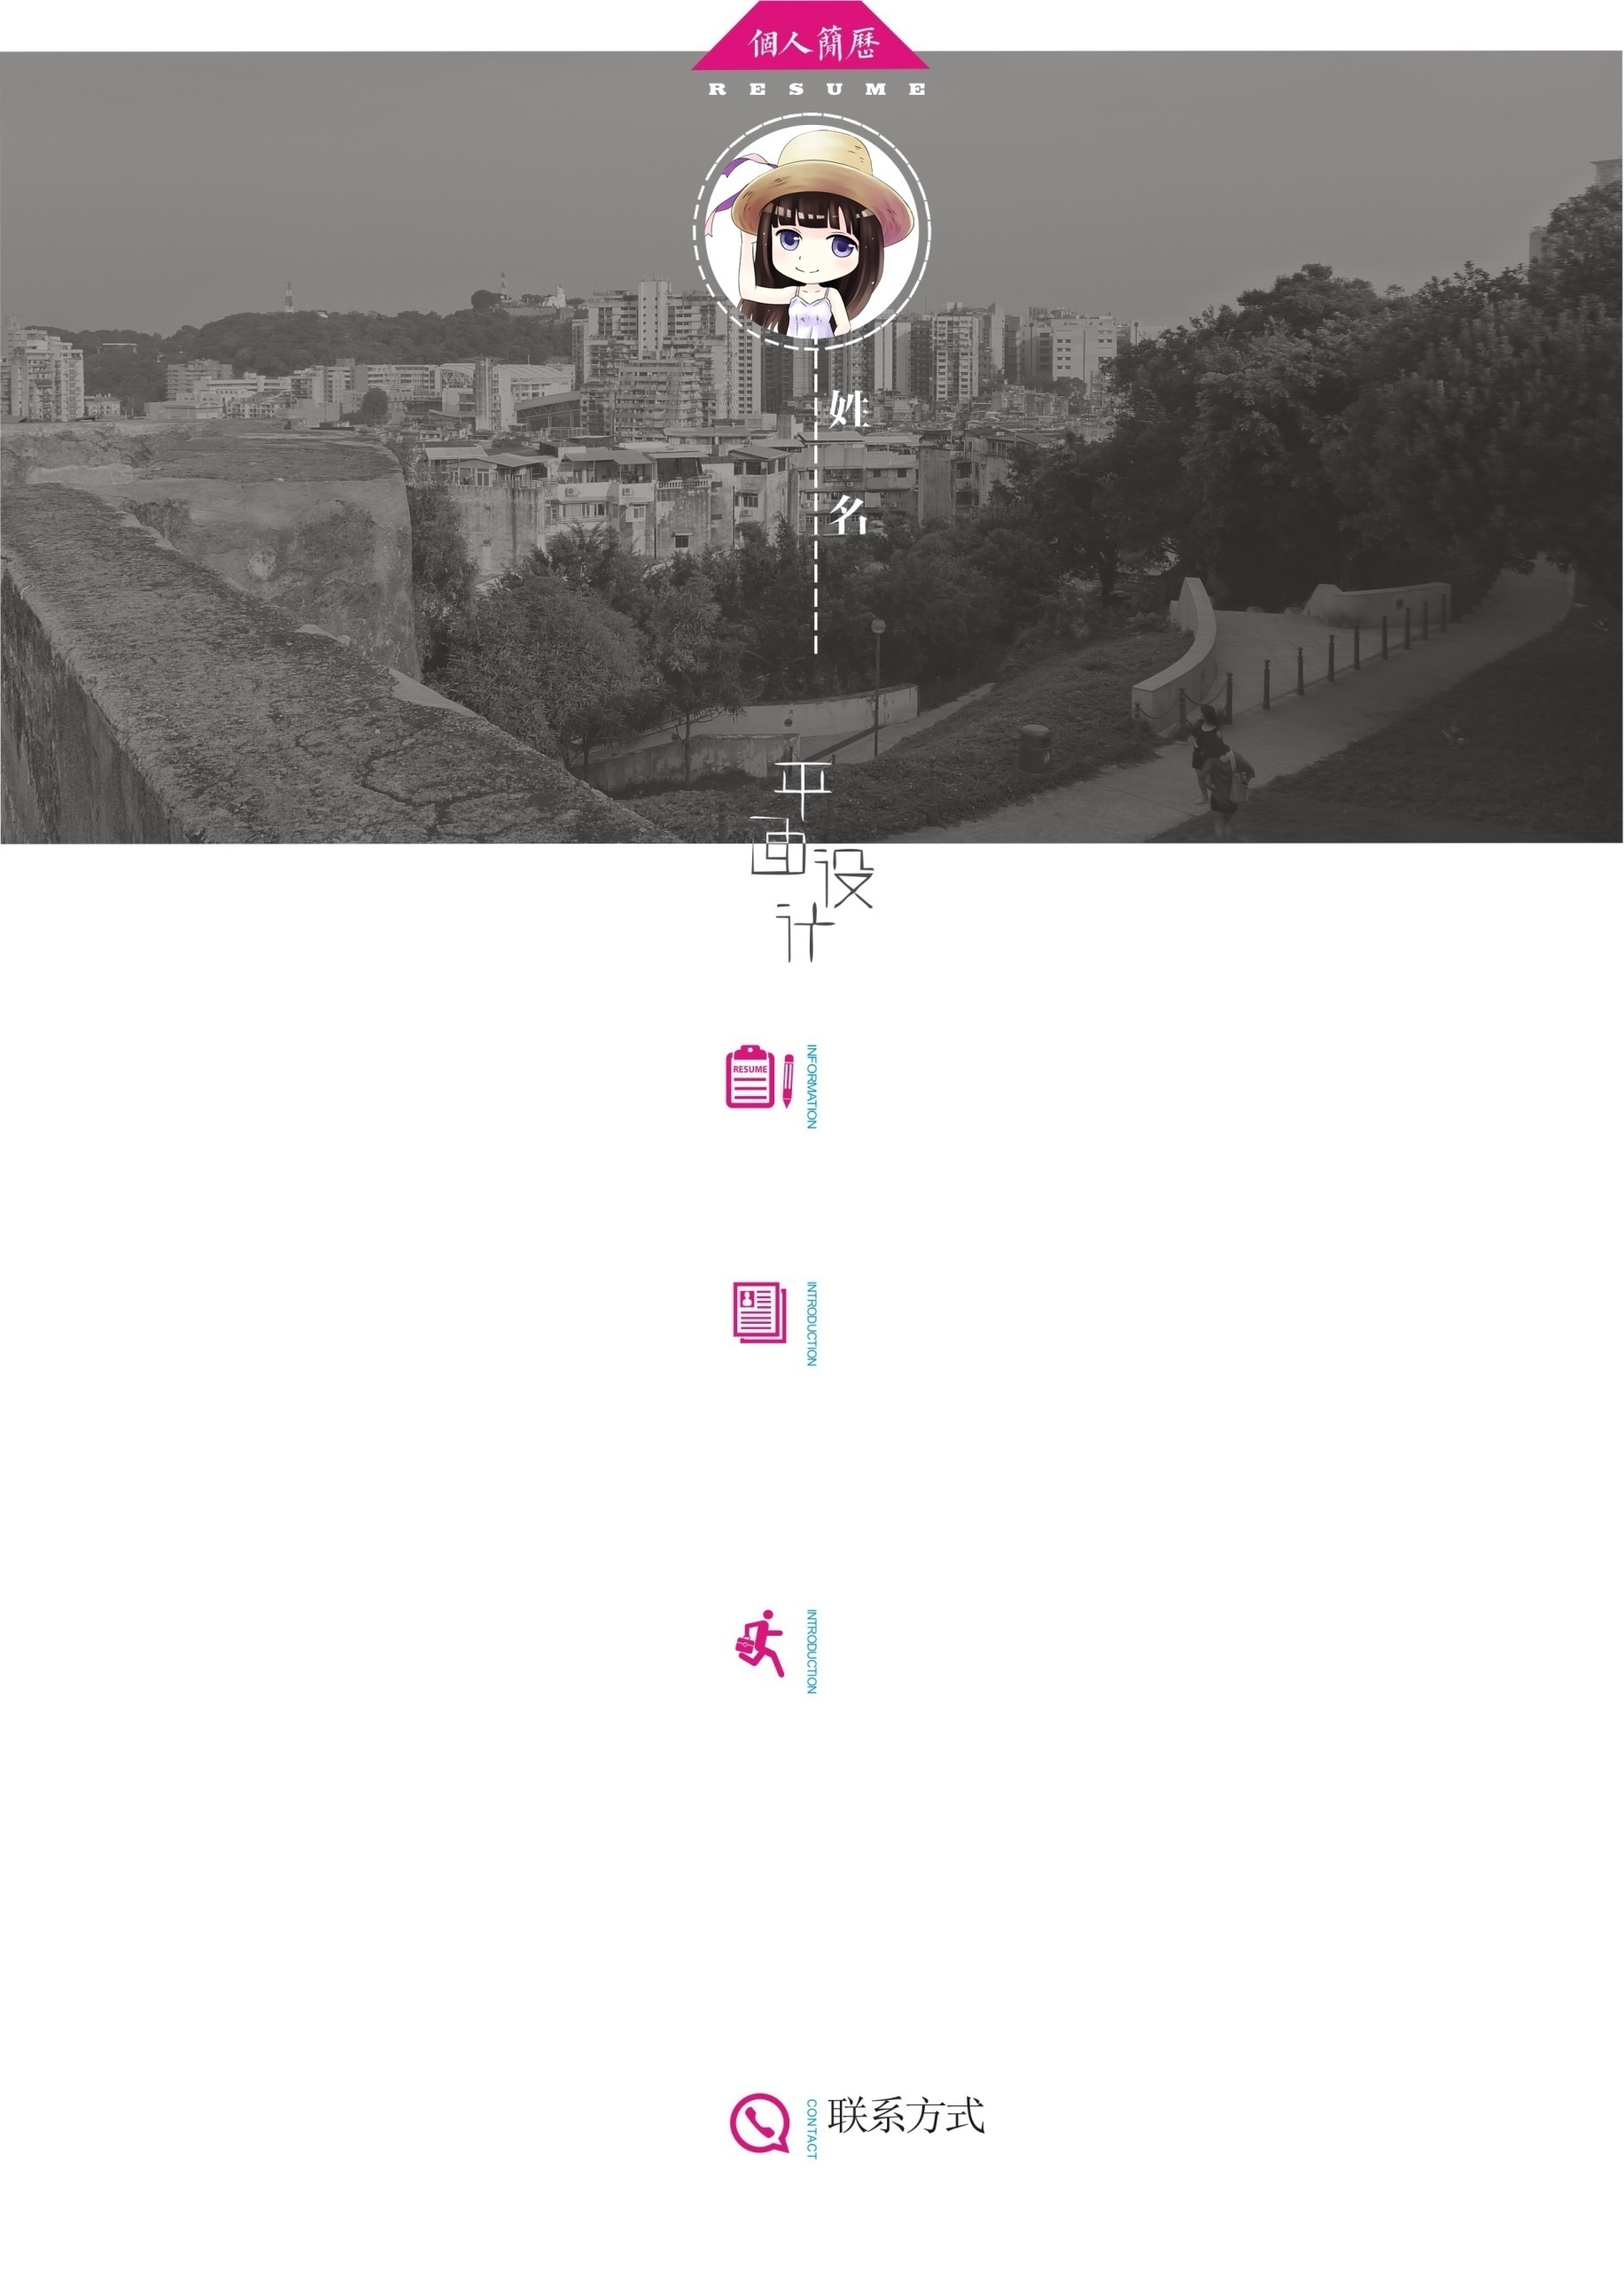 個人簡歷
RESUME
姓名
平面设计
RESUME
INFORMATION
INTRODUCTION
INTRODUCTION
CONTACT
联系方式